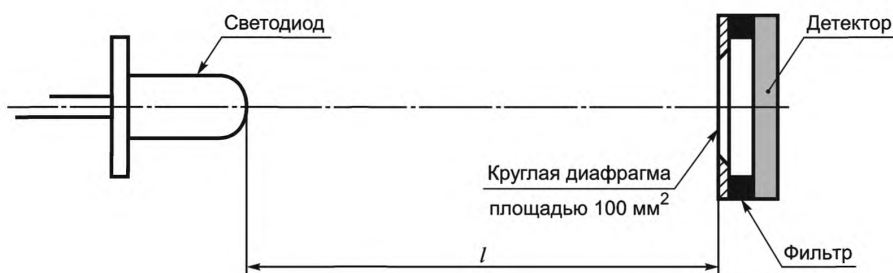 Светодиод
Детектор
Круглая диафрагма
площадью 100 мм²
l
Фильтр